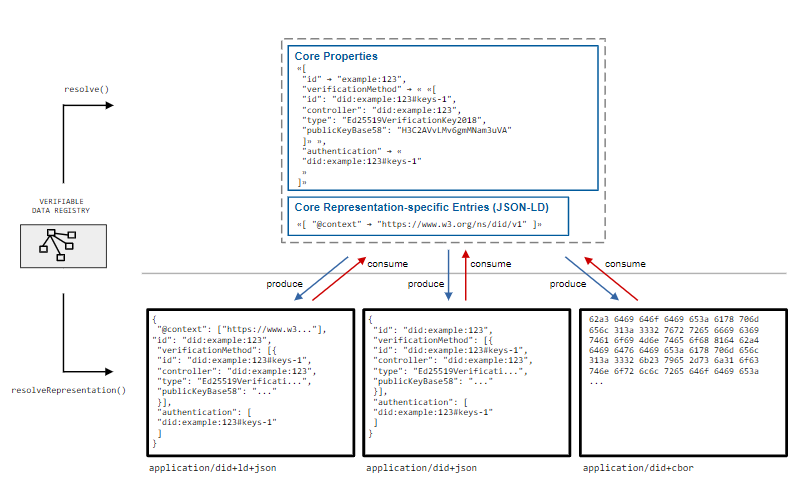 Core Properties
«[
"id" → "example:123",
"verificationMethod" → « «[
"id": "did:example:123#keys-1",
"controller": "did:example:123",
"type": "Ed25519VerificationKey2018",
"publicKeyBase58": "H3C2AVvLMv6gmMNam3uVA"
]» »,
"authentication" → «
"did:example:123#keys-1"
»
]»
Core Representation-specific Entries (JSON-LD)
«[ "@context" → "https://www.w3.org/ns/did/v1" ]»
resolve()
VERIFIABLE
DATA REGISTRY
resolveRepresentation()
produce
consume
produce
consume
produce
consume
{
"@context": ["https://www.w3..."],
"id": "did:example:123",
"verificationMethod": [{
"id": "did:example:123#keys-1",
"controller": "did:example:123",
"type": "Ed25519Verificati...",
"publicKeyBase58": "..."
}],
"authentication": [
"did:example:123#keys-1"
]
}
application/did+ld+json
{
"id": "did:example:123",
"verificationMethod": [{
"id": "did:example:123#keys-1",
"controller": "did:example:123",
"type": "Ed25519Verificati...",
"publicKeyBase58": "..."
}],
"authentication": [
"did:example:123#keys-1"
]
}
application/did+json
62a3 6469 646f 6469 653a 6178 706d
656c 313a 3332 7672 7265 6669 6369
7461 6f69 4d6e 7465 6f68 8164 62a4
6469 6476 6469 653a 6178 706d 656c
313a 3332 6b23 7965 2d73 6a31 6f63
746e 6f72 6c6c 7265 646f 6469 653a
...
application/did+cbor